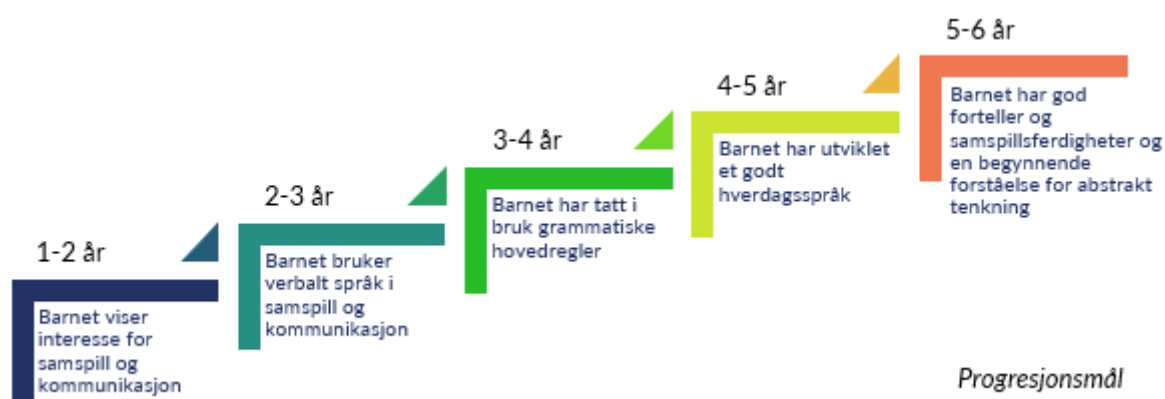 1-2 år
Barnet viser
interesse for
samspill og
kommunikasjon
2-3 år
Barnet bruker
verbalt språk i
samspill og
kommunikasjon
3-4 år
Barnet har tatt i
bruk grammatiske
hovedregler
4-5 år
Barnet har utviklet
et godt
hverdagsspråk
5-6 år
Barnet har god
forteller og
samspillsferdigheter og
en begynnende
forståelse for abstrakt
tenkning
Progresjonsmål